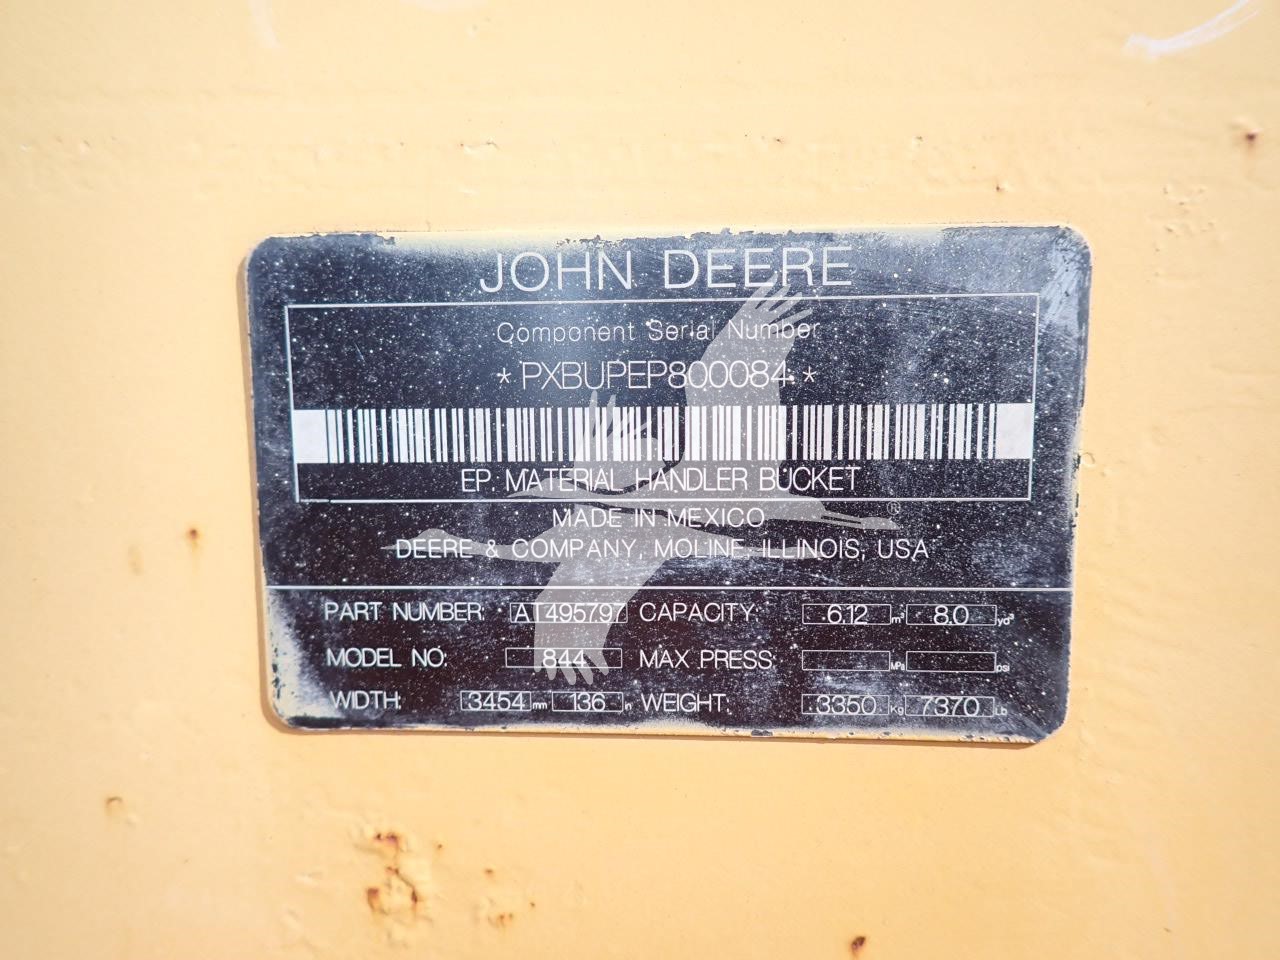 JOHN DEERE
Component Serial Number
* PXBUPEP800084 *
EP. MATERIAL HANDLER BUCKET
®
MADE IN MEXICO
DEERE & COMPANY, MOLINE, ILLINOIS, USA
PART NUMBER: AT495797 CAPACITY: 6.12 m³ 8.0 yd³
MODEL NO: 844 MAX PRESS: MPa PSI
WIDTH: 3454 mm 136 in WEIGHT: 3350 Kg 7370 Lb